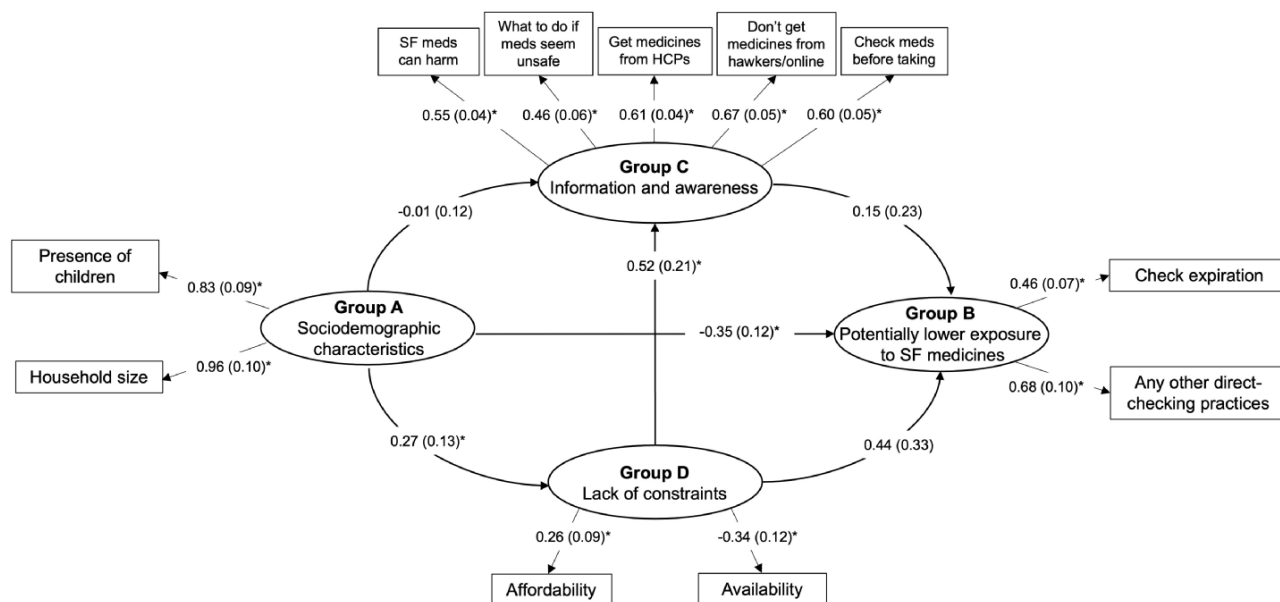 SF meds
can harm
What to do if
meds seem
unsafe
Get medicines
from HCPs
Don't get
medicines from
hawkers/online
Check meds
before taking
0.55 (0.04)*
0.46 (0.06)*
0.61 (0.04)*
0.67 (0.05)*
0.60 (0.05)*
Group C
Information and awareness
-0.01 (0.12)
0.15 (0.23)
Presence of
children
0.83 (0.09)*
0.52 (0.21)*
0.46 (0.07)*
Check expiration
Group A
Sociodemographic
characteristics
-0.35 (0.12)*
Group B
Potentially lower exposure
to SF medicines
Household size
0.96 (0.10)*
0.68 (0.10)*
Any other direct-
checking practices
0.27 (0.13)*
0.44 (0.33)
Group D
Lack of constraints
0.26 (0.09)*
-0.34 (0.12)*
Affordability
Availability